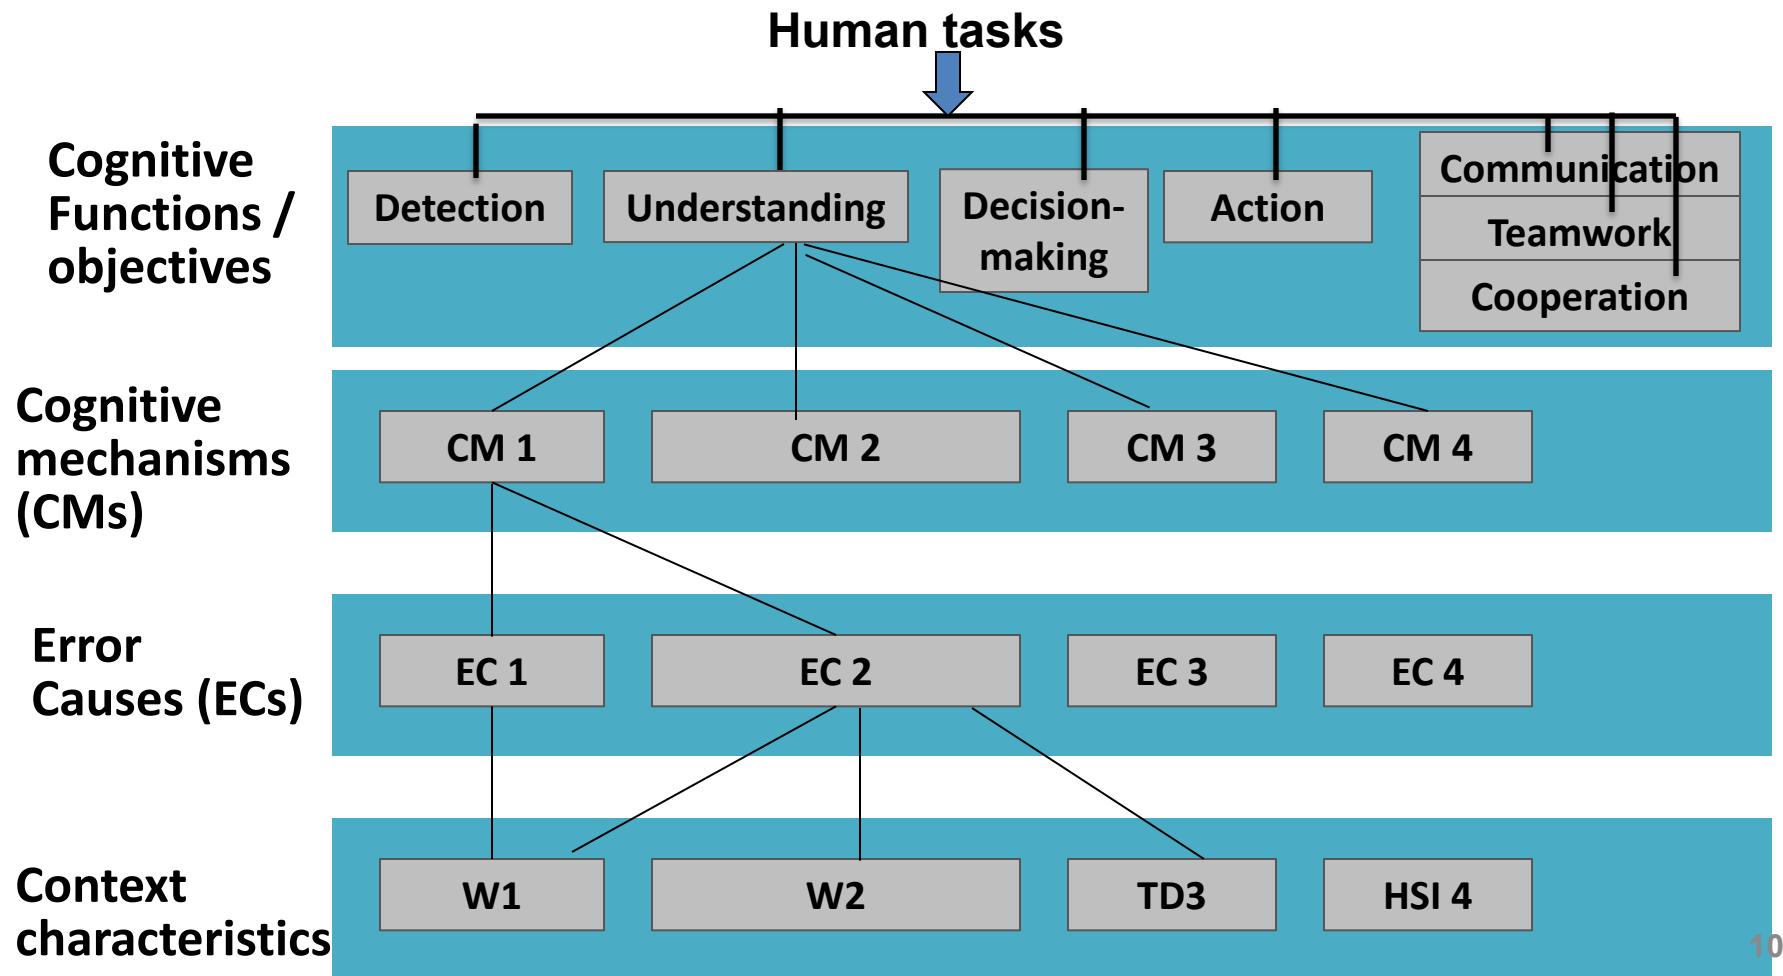 Human tasks
Cognitive
Functions /
objectives
Detection
Understanding
Decision-
making
Action
Communication
Teamwork
Cooperation
Cognitive
mechanisms
(CMs)
CM 1
CM 2
CM 3
CM 4
Error
Causes (ECs)
EC 1
EC 2
EC 3
EC 4
Context
characteristics
W1
W2
TD3
HSI 4
10